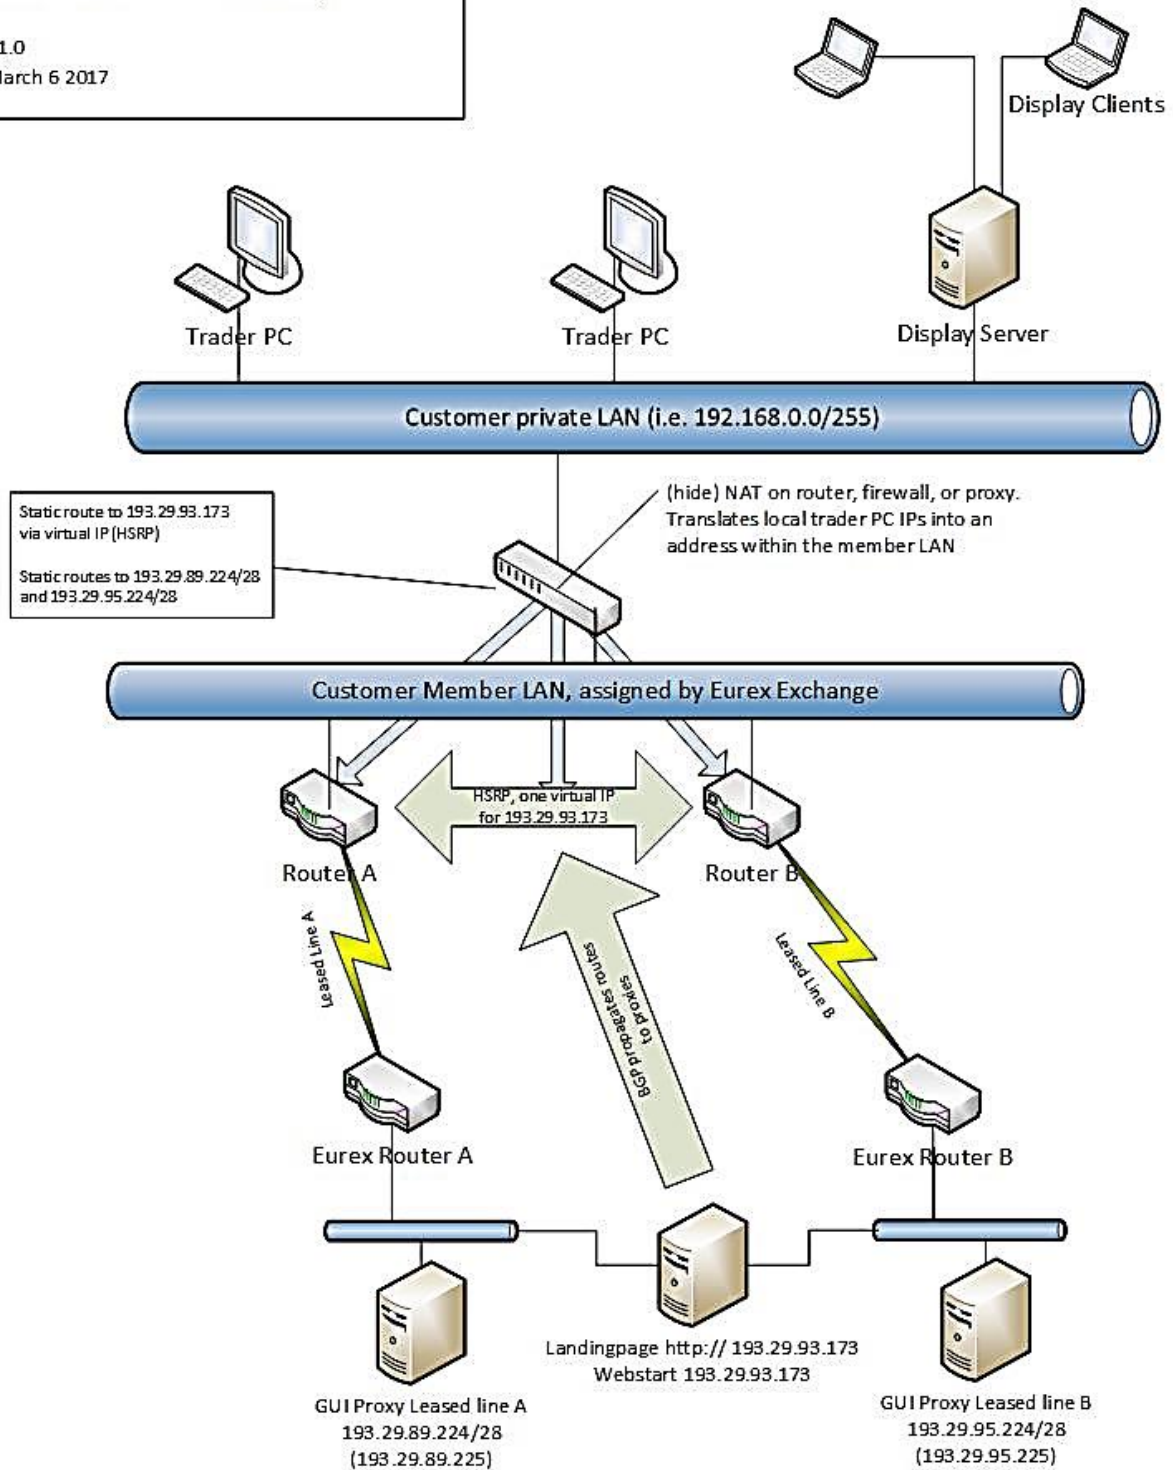 1.0
March 6 2017
Display Clients
Trader PC
Trader PC
Display Server
Customer private LAN (i.e. 192.168.0.0/255)
Static route to 193.29.93.173
via virtual IP (HSRP)
Static routes to 193.29.89.224/28
and 193.29.95.224/28
(hide) NAT on router, firewall, or proxy.
Translates local trader PC IPs into an
address within the member LAN
Customer Member LAN, assigned by Eurex Exchange
HSRP, one virtual IP
for 193.29.93.173
Router A
Router B
Leased Line A
Leased Line B
BGP propagates routes
to proxies
Eurex Router A
Eurex Router B
Landingpage http:// 193.29.93.173
Webstart 193.29.93.173
GUI Proxy Leased line A
193.29.89.224/28
(193.29.89.225)
GUI Proxy Leased line B
193.29.95.224/28
(193.29.95.225)